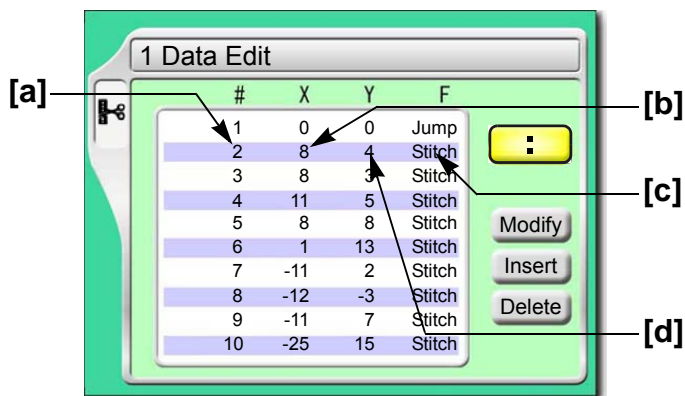 1 Data Edit
[a]
# X Y F
[b]
1 0 0 Jump
:
2 8 4 Stitch
3 8 3 Stitch
[c]
4 11 5 Stitch
5 8 8 Stitch
Modify
6 1 13 Stitch
7 -11 2 Stitch
Insert
8 -12 -3 Stitch
Delete
9 -11 7 Stitch
[d]
10 -25 15 Stitch